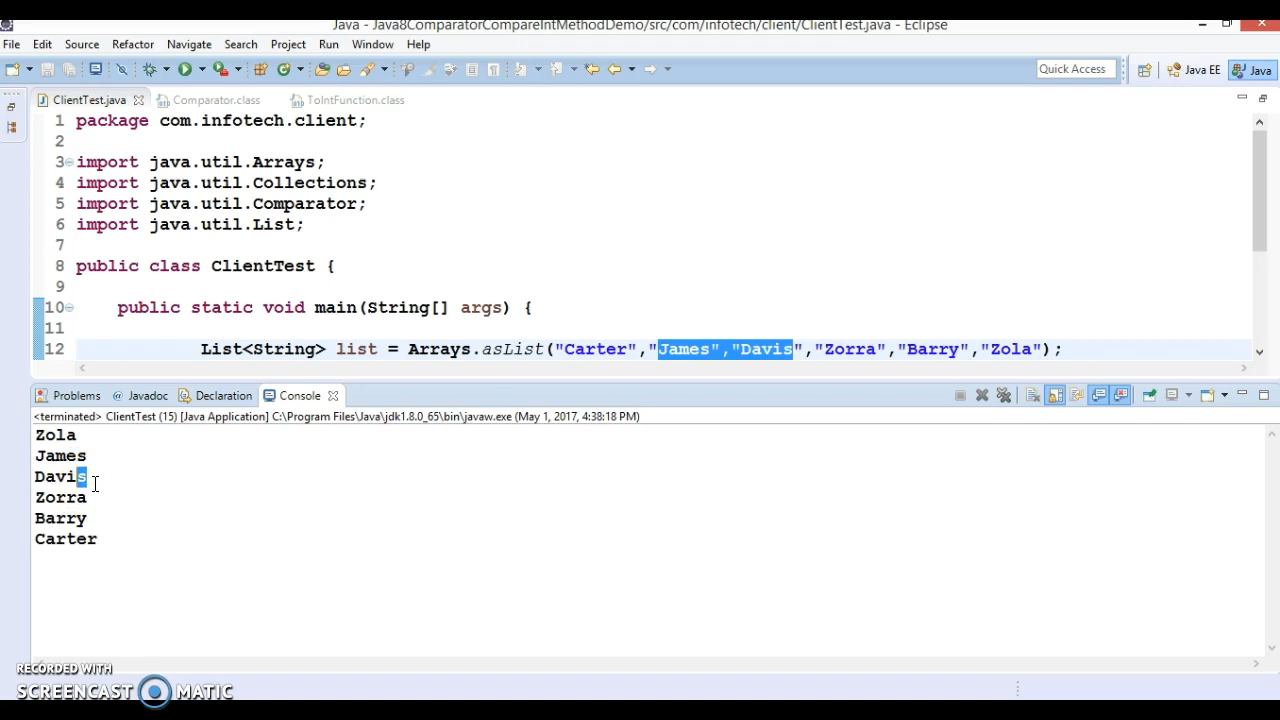 Java - Java8ComparatorCompareIntMethodDemo/src/com/infotech/client/ClientTest.java - Eclipse
File Edit Source Refactor Navigate Search Project Run Window Help
Quick Access Java EE Java
ClientTest.java Comparator.class ToIntFunction.class
1 package com.infotech.client;
2
3 import java.util.Arrays;
4 import java.util.Collections;
5 import java.util.Comparator;
6 import java.util.List;
7
8 public class ClientTest {
9
10 public static void main(String[] args) {
11
12 List<String> list = Arrays.asList("Carter","James","Davis","Zorra","Barry","Zola");
Problems @ Javadoc Declaration Console
<terminated> ClientTest (15) [Java Application] C:\Program Files\Java\jdk1.8.0_65\bin\javaw.exe (May 1, 2017, 4:38:18 PM)
Zola
James
Davis
Zorra
Barry
Carter
RECORDED WITH
SCREENCAST MATIC